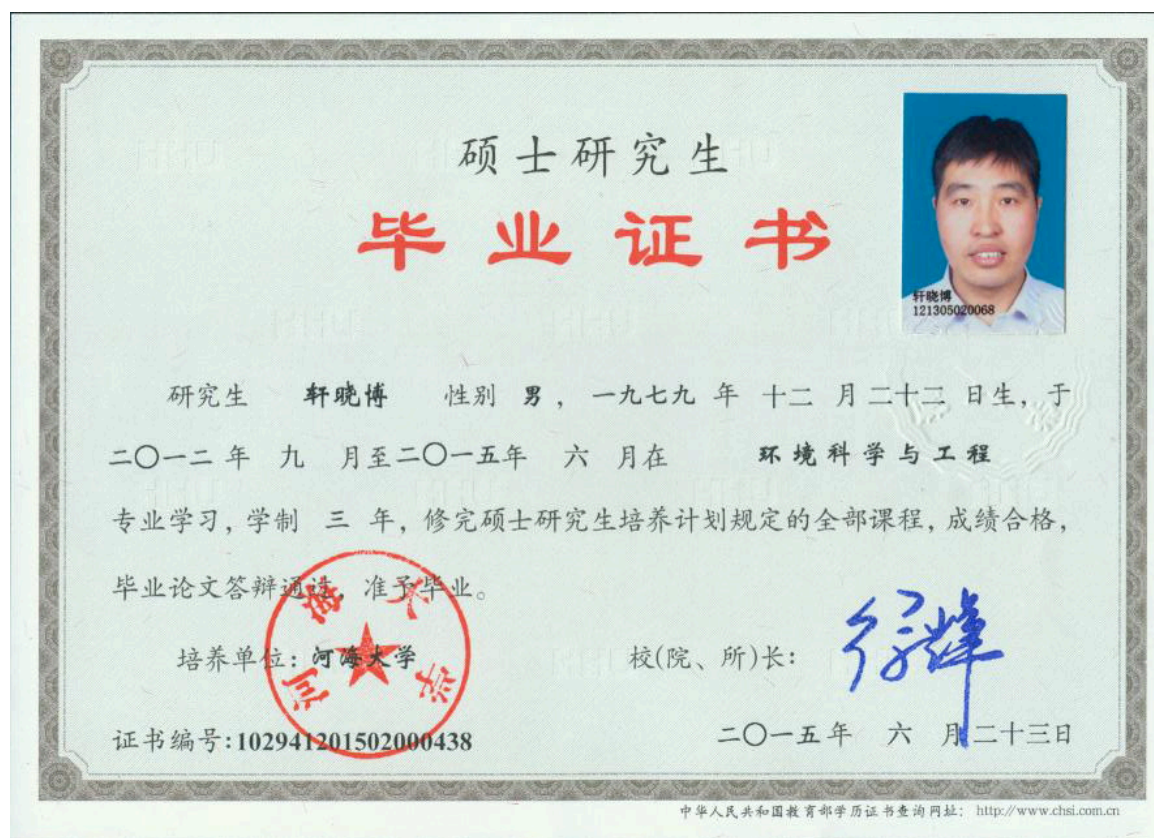 硕士研究生
毕业证书
轩晓博
121305020068
研究生 轩晓博 性别 男，一九七九 年 十二 月二十二 日生，于
二〇一二 年 九 月至二〇一五年 六 月在 环境科学与工程
专业学习，学制 三 年，修完硕士研究生培养计划规定的全部课程，成绩合格，
毕业论文答辩通过，准予毕业。
培养单位：河海大学
河海大学
校(院、所)长：
证书编号：102941201502000438
二〇一五年 六 月二十三日
中华人民共和国教育部学历证书查询网址： http://www.chsi.com.cn